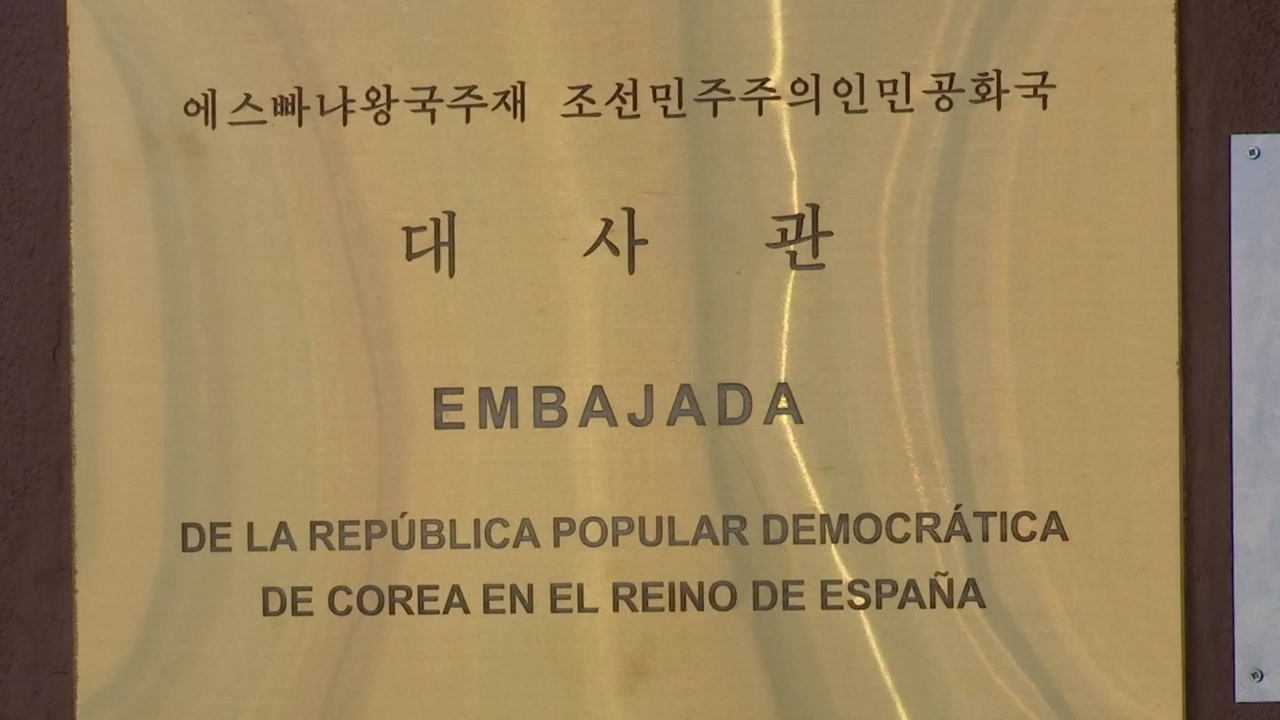 에스빠냐왕국주재 조선민주주의인민공화국
대 사 관
EMBAJADA
DE LA REPÚBLICA POPULAR DEMOCRÁTICA
DE COREA EN EL REINO DE ESPAÑA